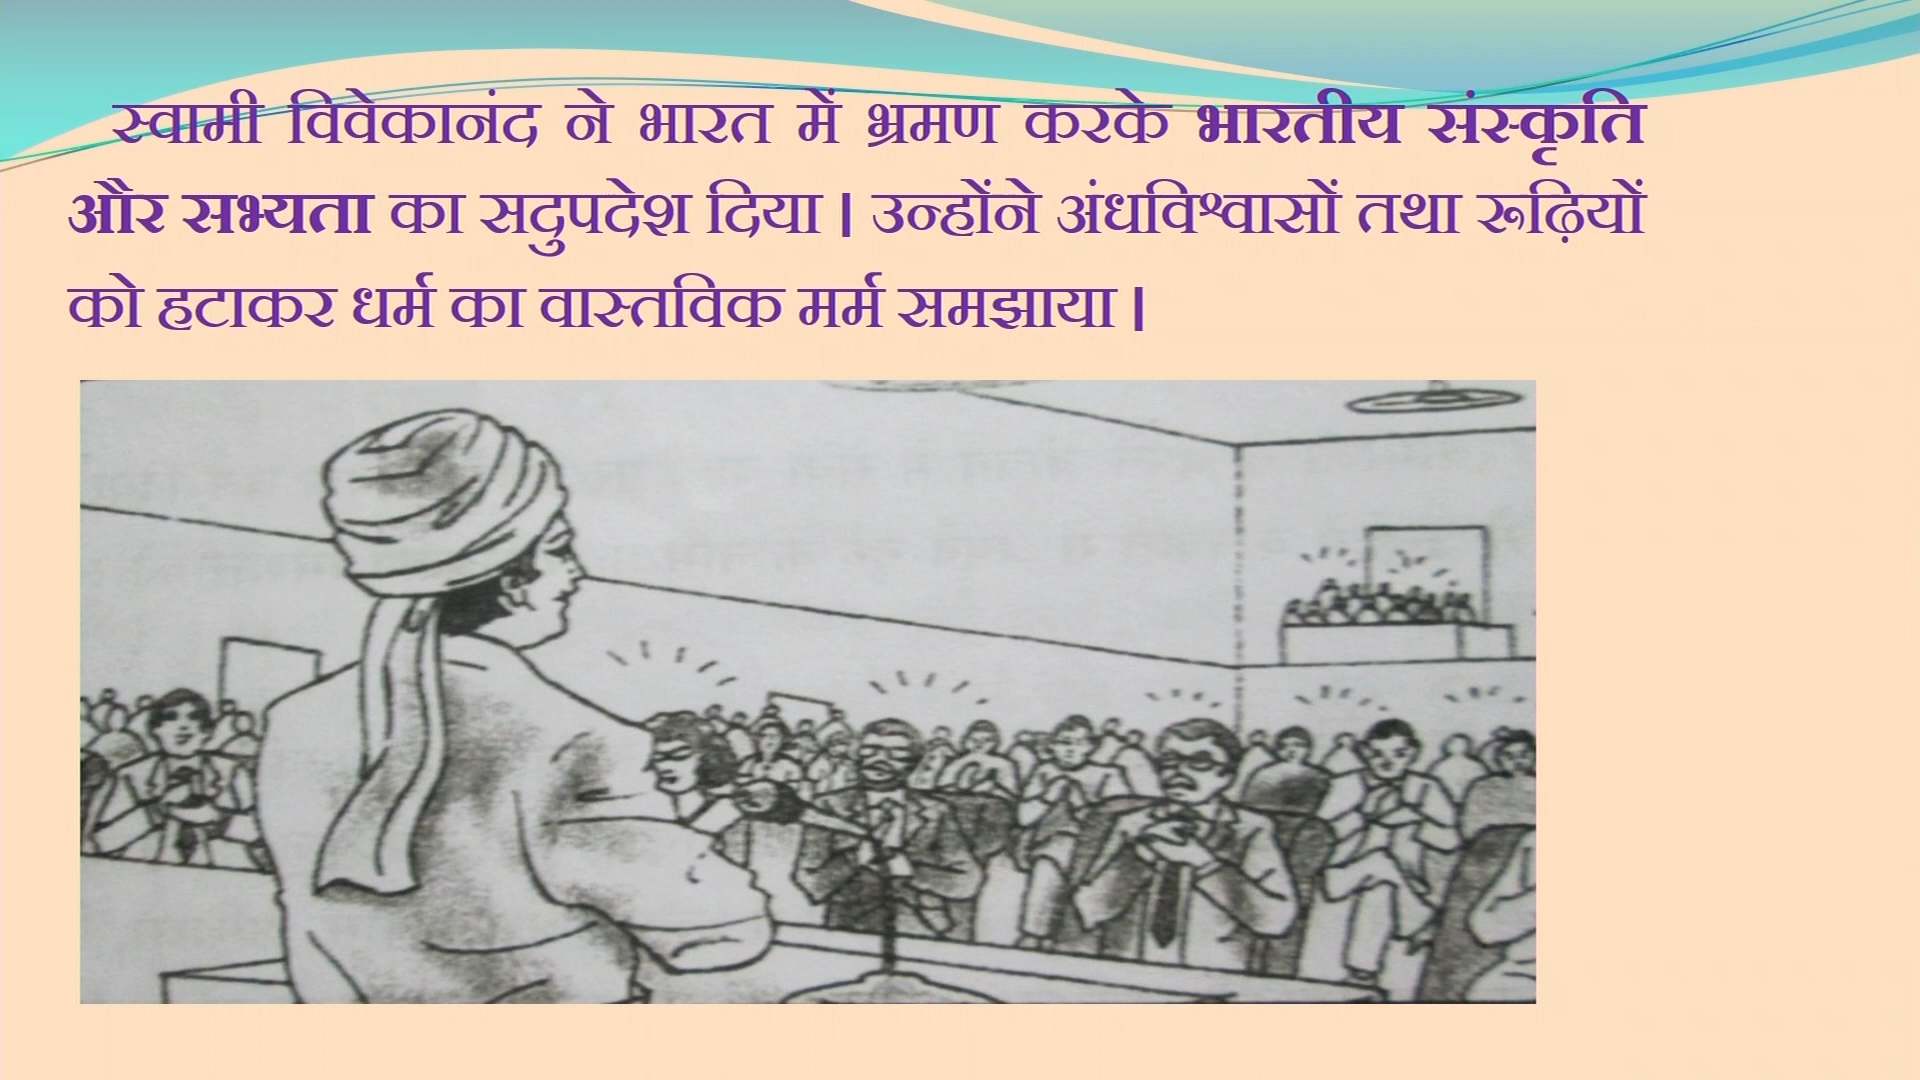 स्वामी विवेकानंद ने भारत में भ्रमण करके भारतीय संस्कृति
और सभ्यता का सदुपदेश दिया । उन्होंने अंधविश्वासों तथा रूढ़ियों
को हटाकर धर्म का वास्तविक मर्म समझाया ।